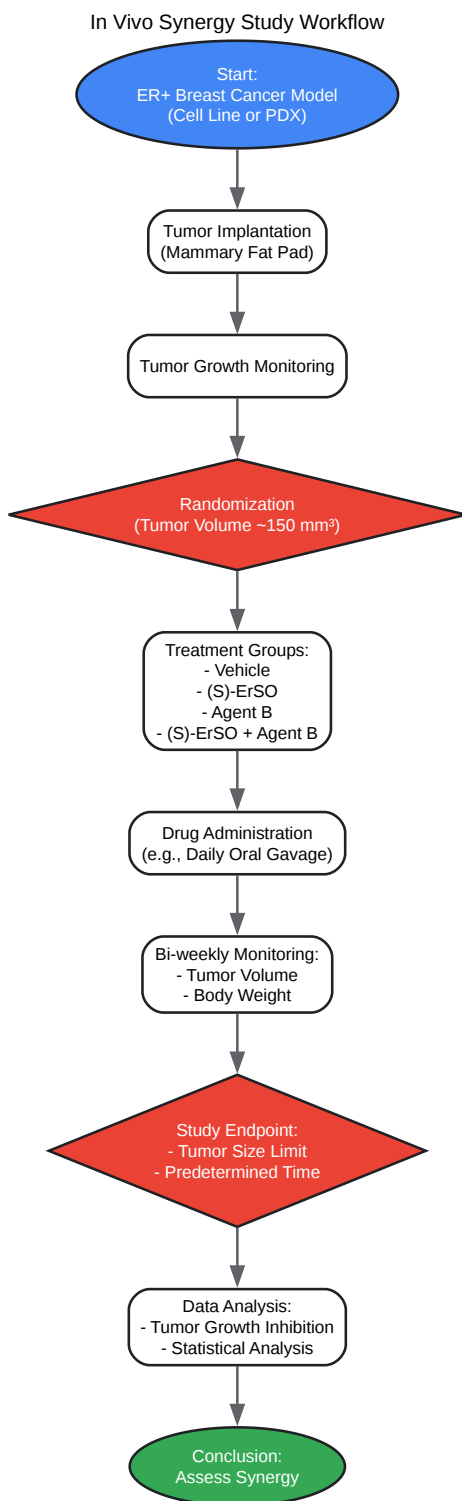 In Vivo Synergy Study Workflow
Start:
ER+ Breast Cancer Model
(Cell Line or PDX)
Tumor Implantation
(Mammary Fat Pad)
Tumor Growth Monitoring
Randomization
(Tumor Volume ~150 mm³)
Treatment Groups:
- Vehicle
- (S)-ErSO
- Agent B
- (S)-ErSO + Agent B
Drug Administration
(e.g., Daily Oral Gavage)
Bi-weekly Monitoring:
- Tumor Volume
- Body Weight
Study Endpoint:
- Tumor Size Limit
- Predetermined Time
Data Analysis:
- Tumor Growth Inhibition
- Statistical Analysis
Conclusion:
Assess Synergy